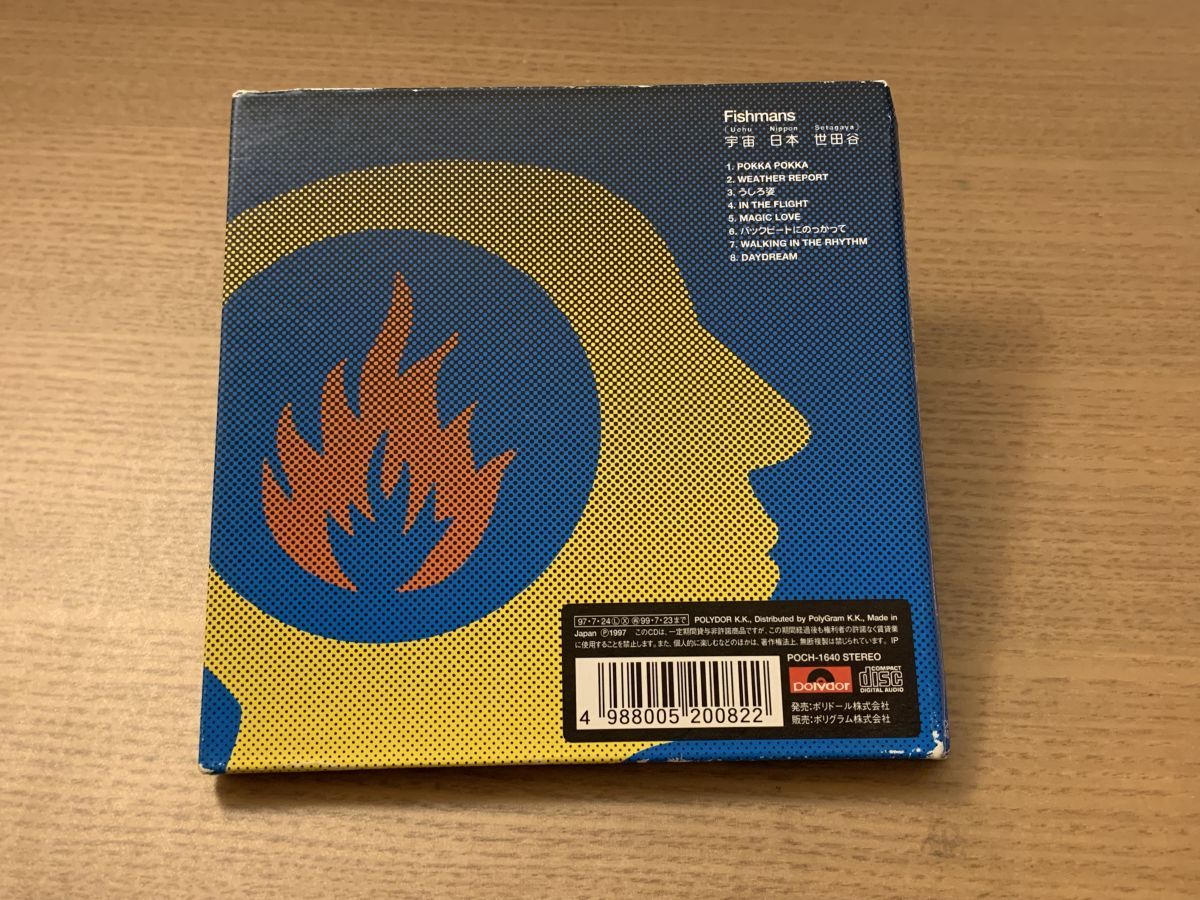 Fishmans
(Uchu Nippon Setagaya)
宇宙 日本 世田谷
1. POKKA POKKA
2. WEATHER REPORT
3. うしろ姿
4. IN THE FLIGHT
5. MAGIC LOVE
6. バックビートにのっかって
7. WALKING IN THE RHYTHM
8. DAYDREAM
97・7・24 Ⓛ Ⓧ ㊕ 99・7・23まで POLYDOR K.K., Distributed by PolyGram K.K., Made in
Japan Ⓟ1997 このCDは、一定期間貸与非許諾商品ですが、この期間経過後も権利者の許諾なく賃貸業
に使用することを禁止します。また、個人的に楽しむなどのほかは、著作権法上、無断複製は禁じられています。 IP
POCH-1640 STEREO
polydor
COMPACT
disc
DIGITAL AUDIO
発売：ポリドール株式会社
販売：ポリグラム株式会社
4 988005 200822